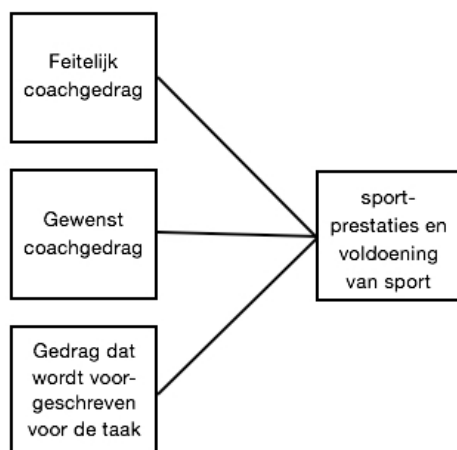 Feitelijk
coachgedrag
Gewenst
coachgedrag
Gedrag dat
wordt voor-
geschreven
voor de taak
sport-
prestaties en
voldoening
van sport